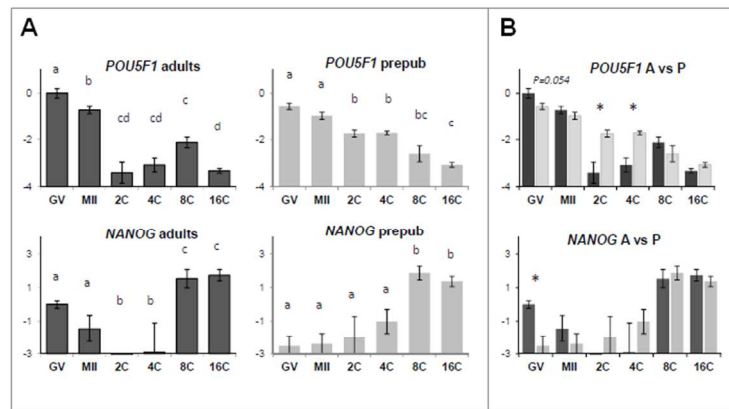 A
B
POU5F1 adults
a b cd cd c d
0
-2
-4
GV MII 2C 4C 8C 16C
POU5F1 prepub
a a b b bc c
0
-2
-4
GV MII 2C 4C 8C 16C
NANOG adults
a a b b c c
1
-1
-3
GV MII 2C 4C 8C 16C
NANOG prepub
a a a a b b
1
-1
-3
GV MII 2C 4C 8C 16C
POU5F1 A vs P
P=0.054
* *
0
-2
-4
GV MII 2C 4C 8C 16C
NANOG A vs P
*
1
-1
-3
GV MII 2C 4C 8C 16C